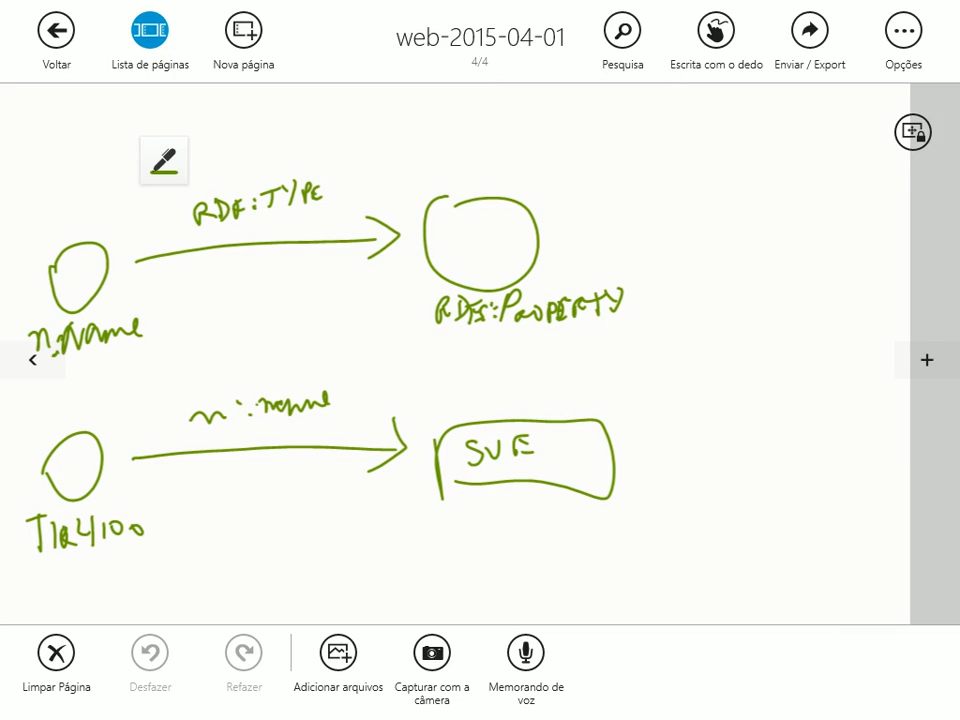 Voltar
Lista de páginas
Nova página
web-2015-04-01
4/4
Pesquisa
Escrita com o dedo
Enviar / Export
Opções
RDF:TYPE
n:Name
RDFS:PROPERTY
n:name
SUE
Limpar Página
Desfazer
Refazer
Adicionar arquivos
Capturar com a
câmera
Memorando de
voz